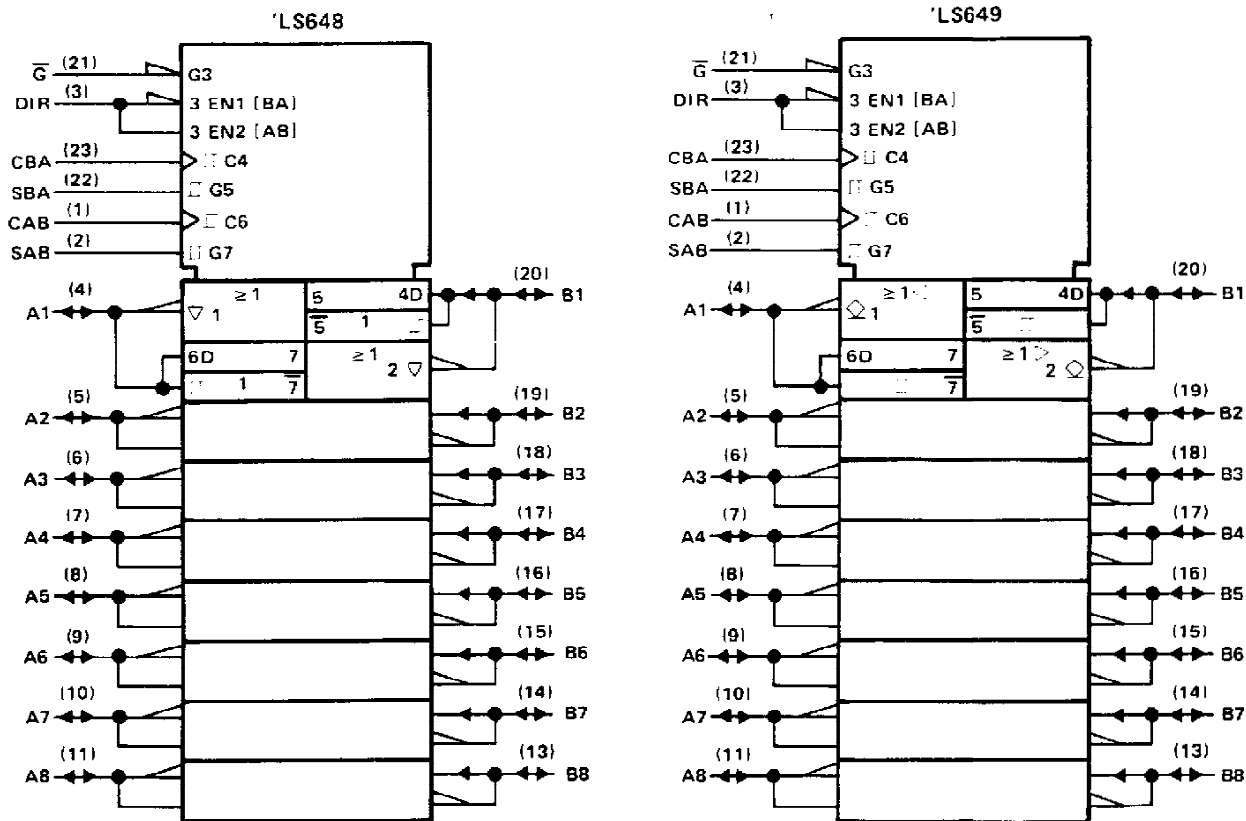 'LS648
G̅ (21) G3
DIR (3) 3 EN1 [BA]
3 EN2 [AB]
CBA (23) C4
SBA (22) G5
CAB (1) C6
SAB (2) G7
A1 (4) ≥1 ▽ 1 5 4D (20) B1
5̅ 1
6D 7 ≥1 2 ▽
1 7̅
A2 (5) (19) B2
A3 (6) (18) B3
A4 (7) (17) B4
A5 (8) (16) B5
A6 (9) (15) B6
A7 (10) (14) B7
A8 (11) (13) B8
'LS649
G̅ (21) G3
DIR (3) 3 EN1 [BA]
3 EN2 [AB]
CBA (23) C4
SBA (22) G5
CAB (1) C6
SAB (2) G7
A1 (4) ≥1 1 5 4D (20) B1
5̅
6D 7 ≥1 2
7̅
A2 (5) (19) B2
A3 (6) (18) B3
A4 (7) (17) B4
A5 (8) (16) B5
A6 (9) (15) B6
A7 (10) (14) B7
A8 (11) (13) B8